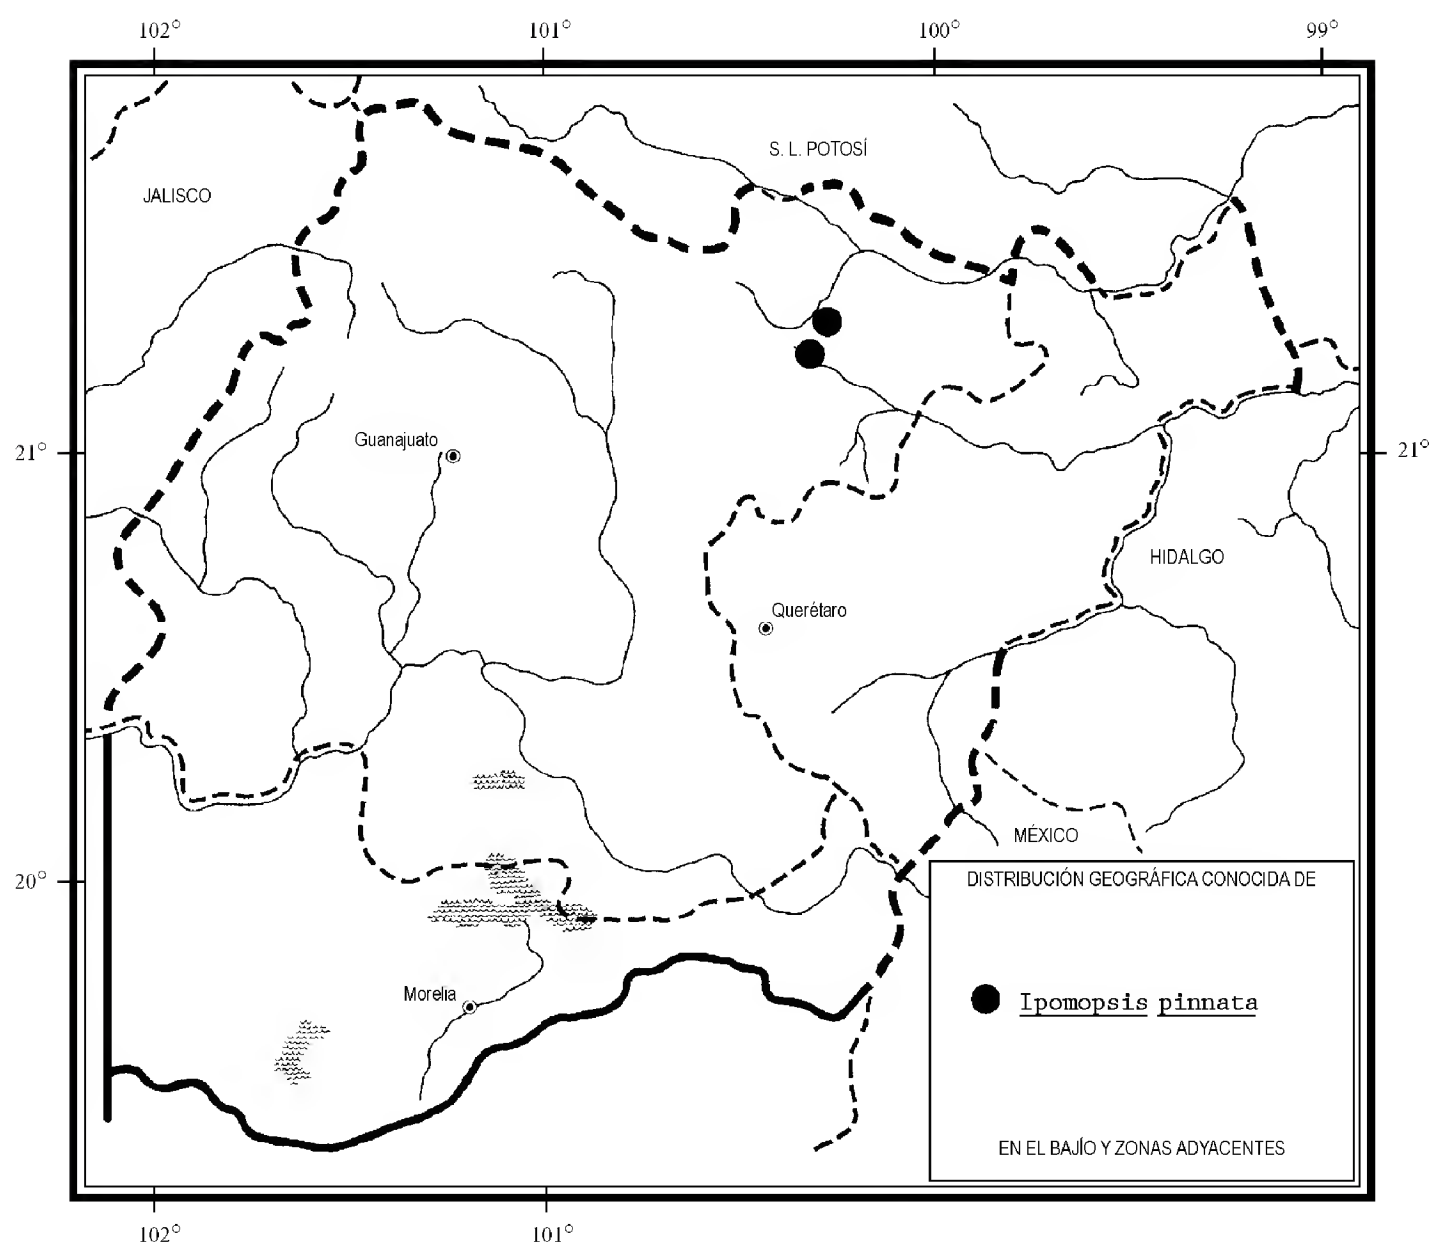 102°
101°
100°
99°
S. L. POTOSÍ
JALISCO
Guanajuato
21°
21°
HIDALGO
Querétaro
MÉXICO
20°
DISTRIBUCIÓN GEOGRÁFICA CONOCIDA DE
Morelia
Ipomopsis pinnata
EN EL BAJÍO Y ZONAS ADYACENTES
102°
101°